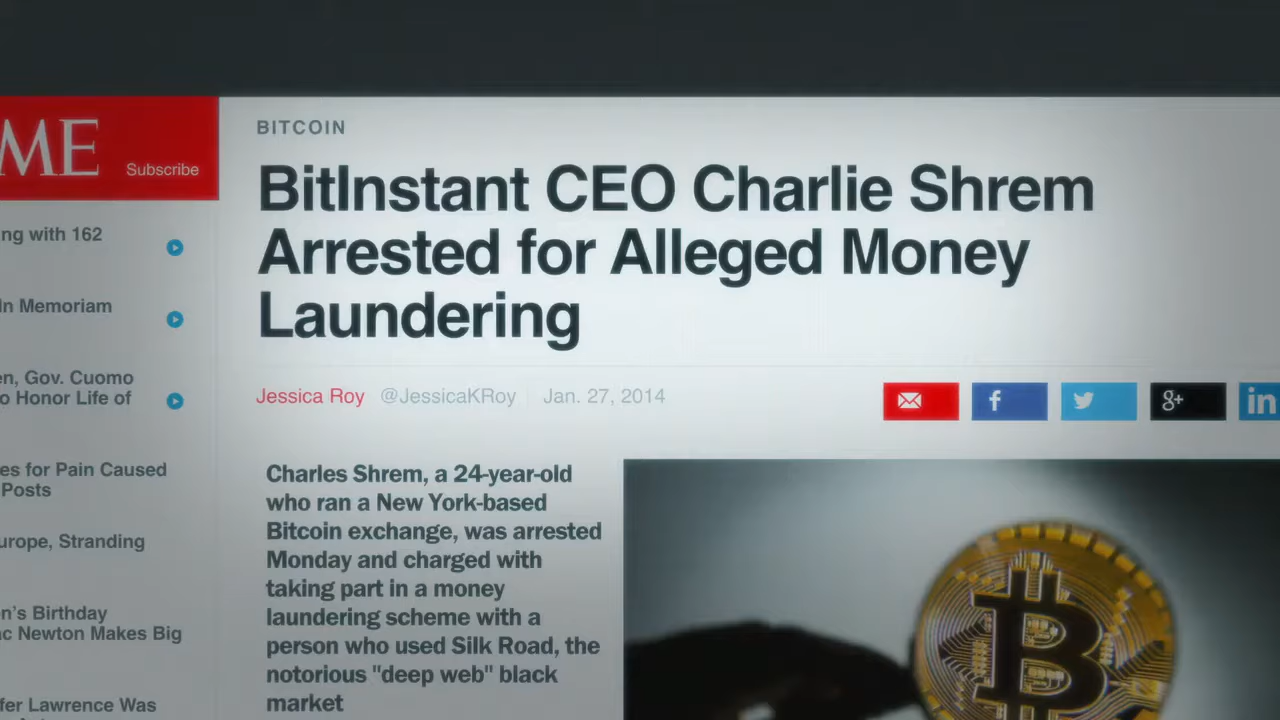 ME
Subscribe
ng with 162
In Memoriam
en, Gov. Cuomo
o Honor Life of
es for Pain Caused
Posts
urope, Stranding
n's Birthday
ac Newton Makes Big
fer Lawrence Was
BITCOIN
BitInstant CEO Charlie Shrem
Arrested for Alleged Money
Laundering
Jessica Roy @JessicaKRoy Jan. 27, 2014
f
8+
in
Charles Shrem, a 24-year-old
who ran a New York-based
Bitcoin exchange, was arrested
Monday and charged with
taking part in a money
laundering scheme with a
person who used Silk Road, the
notorious "deep web" black
market